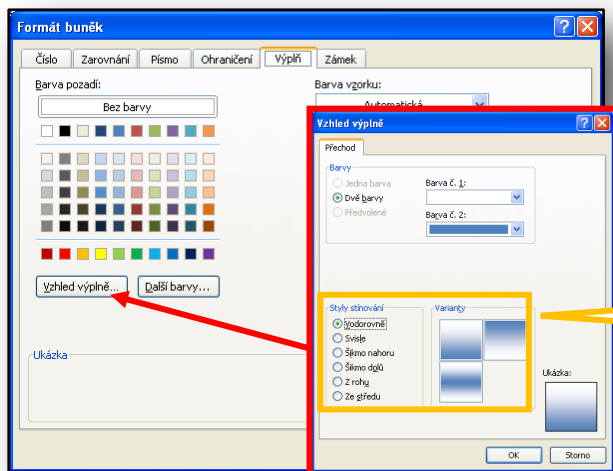 Formát buněk
Číslo Zarovnání Písmo Ohraničení Výplň Zámek
Barva pozadí:
Bez barvy
Barva vzorku:
Automatická
Vzhled výplně...
Další barvy...
Ukázka
Vzhled výplně
Přechod
Barvy
Jedna barva
Dvě barvy
Předvolené
Barva č. 1:
Barva č. 2:
Styly stínování
Vodorovně
Svisle
Šikmo nahoru
Šikmo dolů
Z rohu
Ze středu
Varianty
Ukázka:
OK Storno